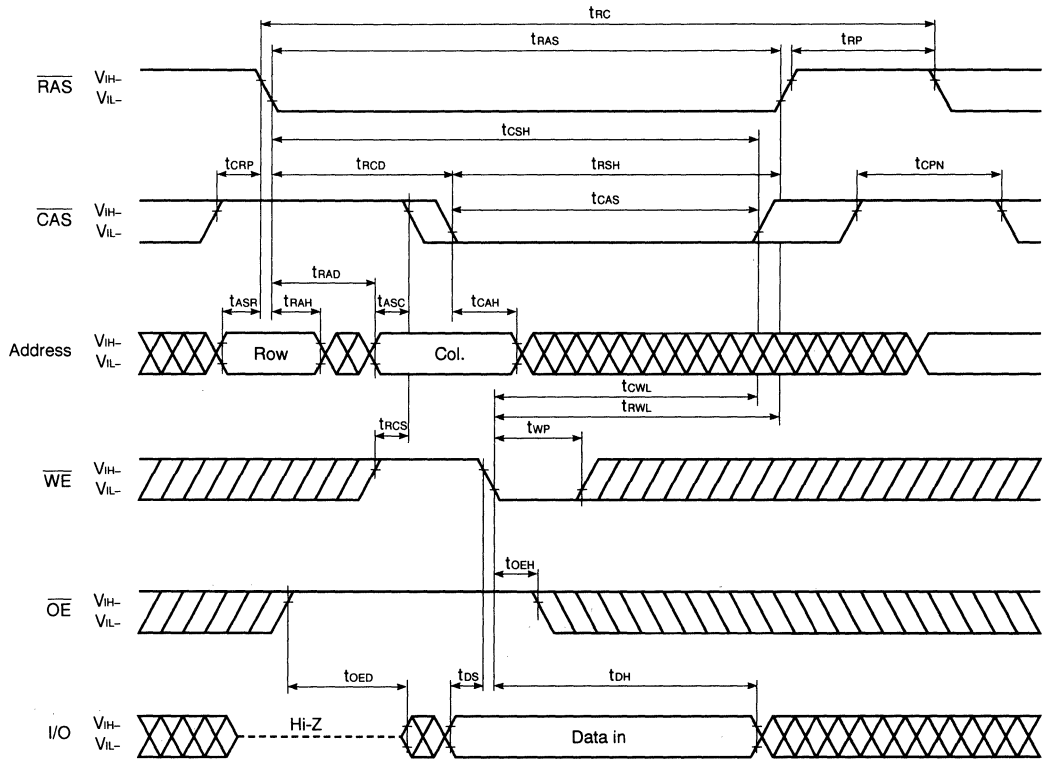 tRC
tRAS tRP
RAS VIH– VIL–
tCSH
tCRP tRCD tRSH tCPN
CAS VIH– VIL– tCAS
tRAD
tASR tRAH tASC tCAH
Address VIH– VIL– Row Col.
tCWL
tRWL
tRCS tWP
WE VIH– VIL–
tOEH
OE VIH– VIL–
tOED tDS tDH
I/O VIH– VIL– Hi-Z Data in